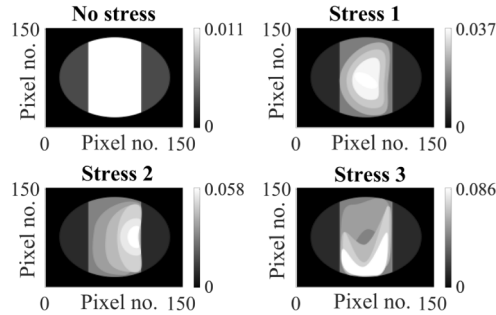 No stress
Stress 1
150
0.011
150
0.037
Pixel no.
Pixel no.
0
0
0
Pixel no.
150
0
Pixel no.
150
Stress 2
Stress 3
150
0.058
150
0.086
Pixel no.
Pixel no.
0
0
0
Pixel no.
150
0
Pixel no.
150